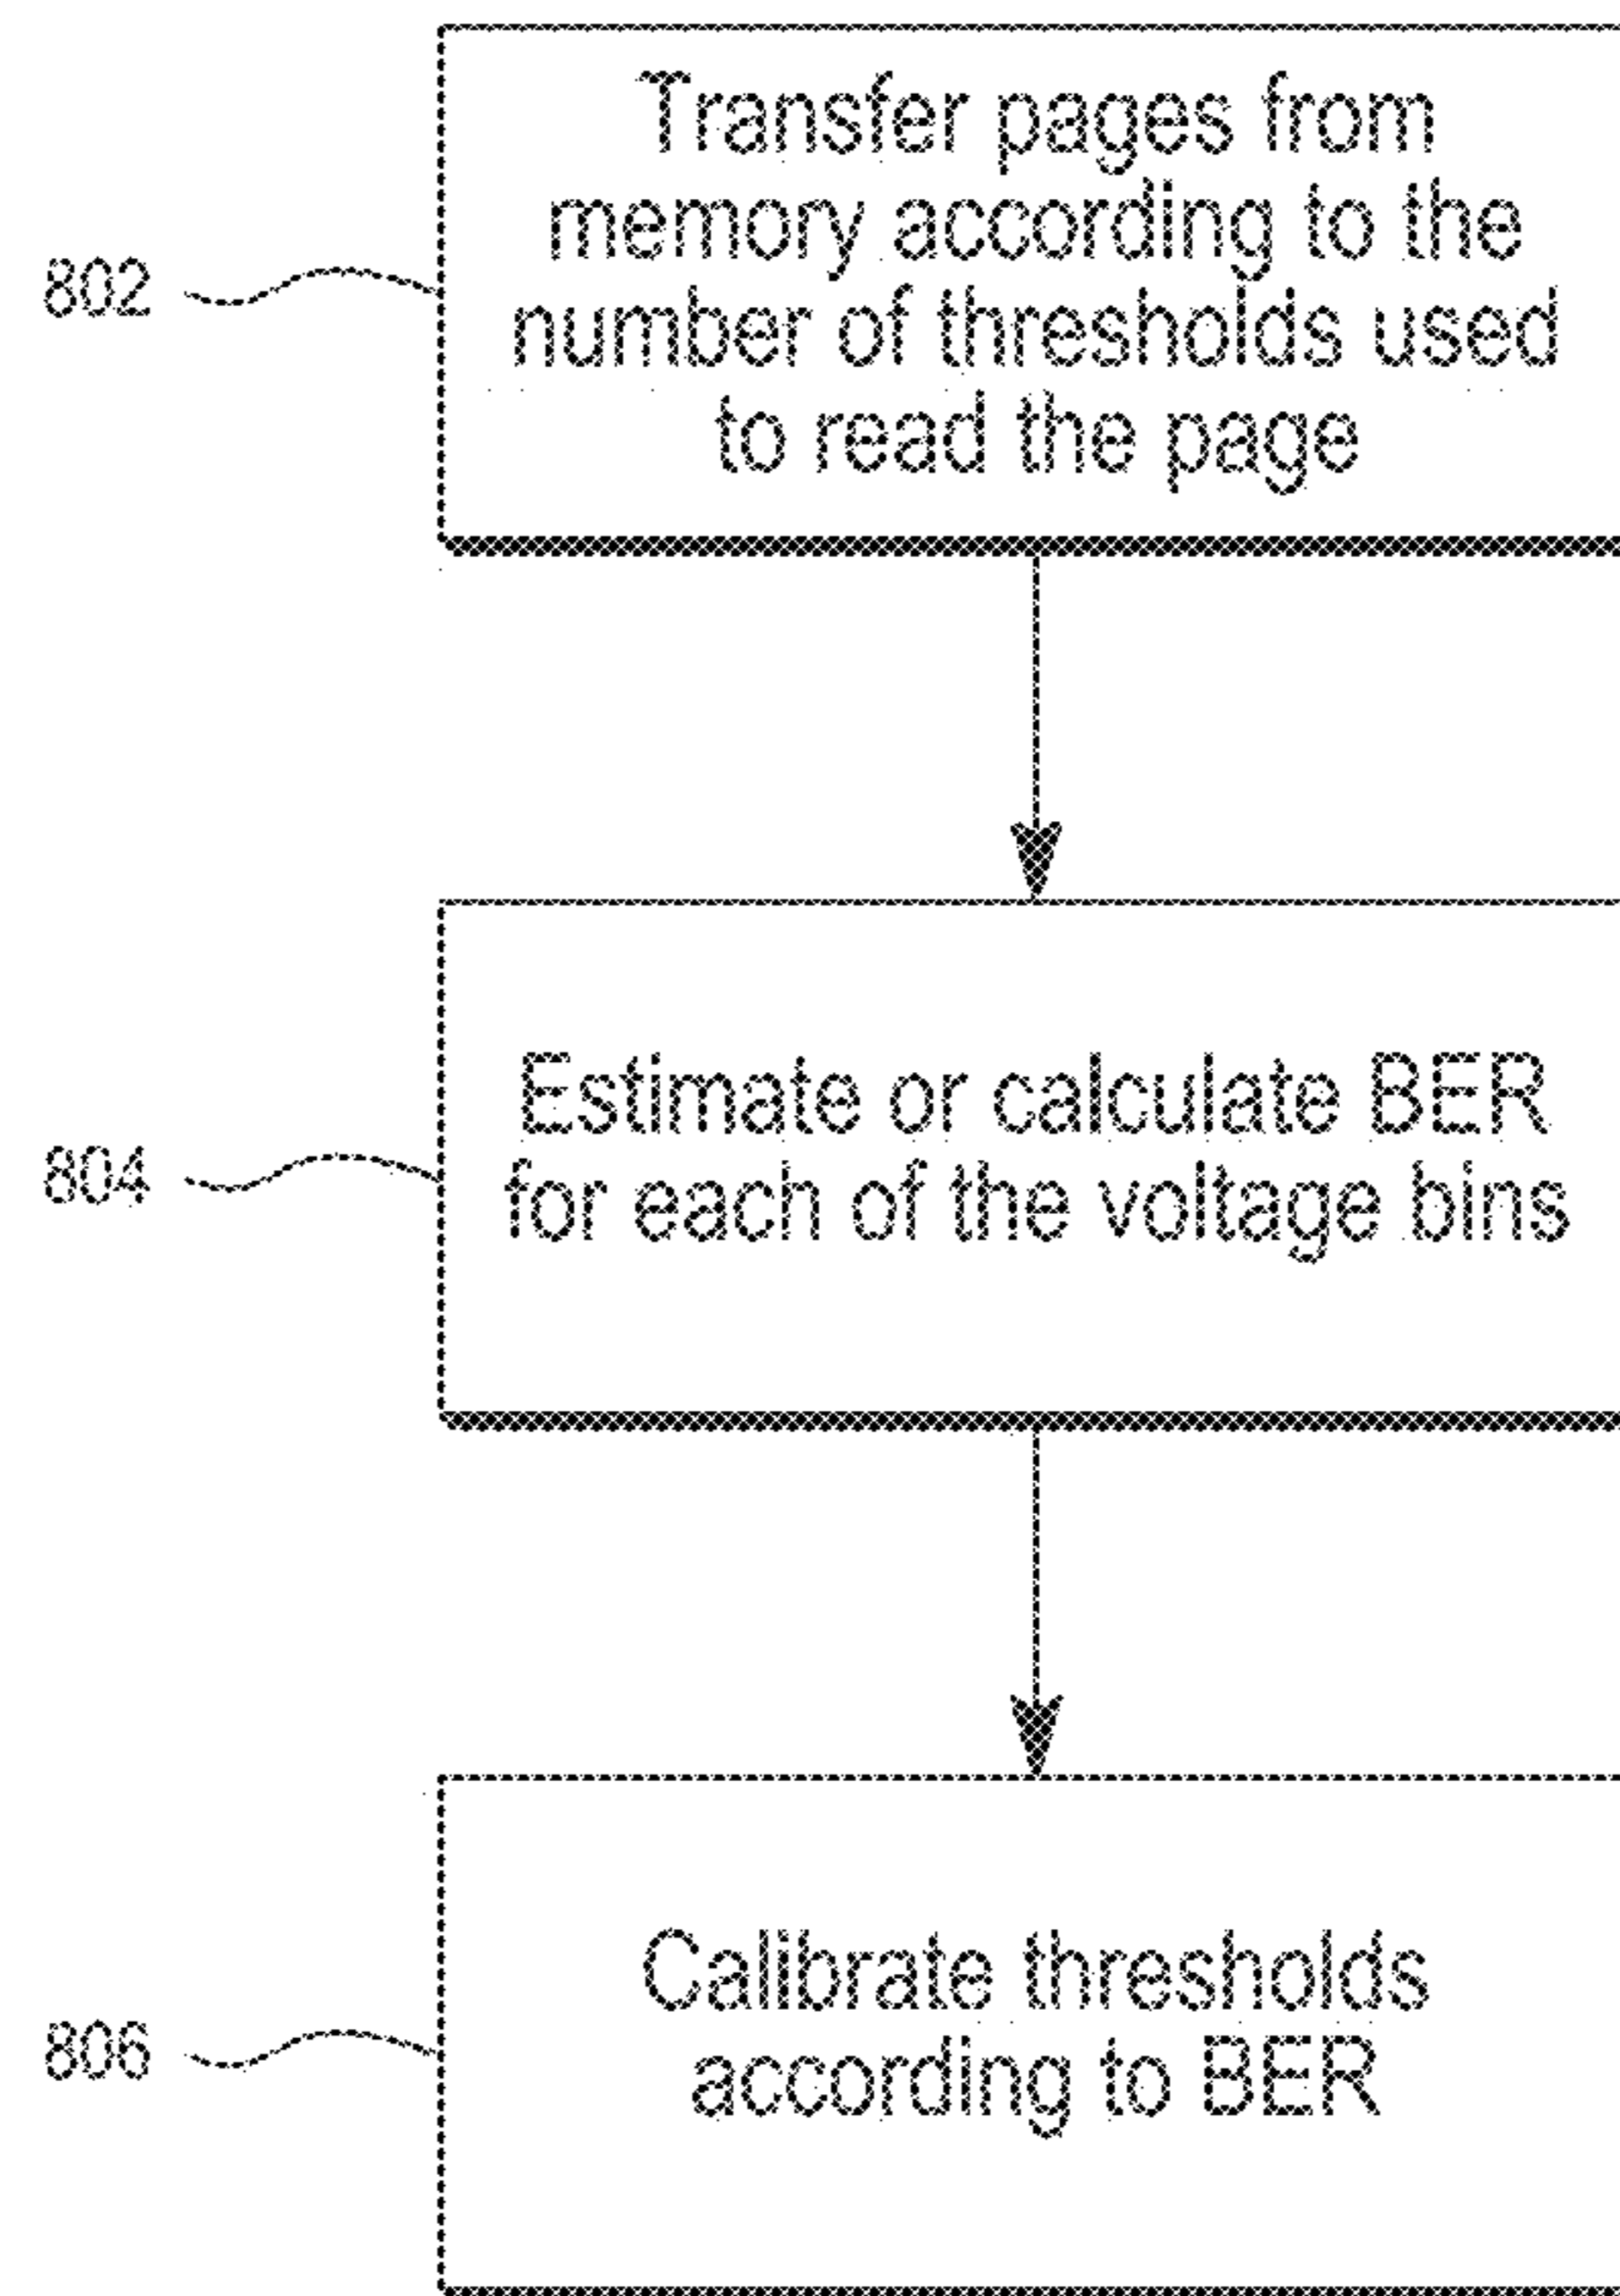 Transfer pages from
memory according to the
802
number of thresholds used
to read the page
Estimate or calculate BER
804
for each of the voltage bins
Calibrate thresholds
806
according to BER